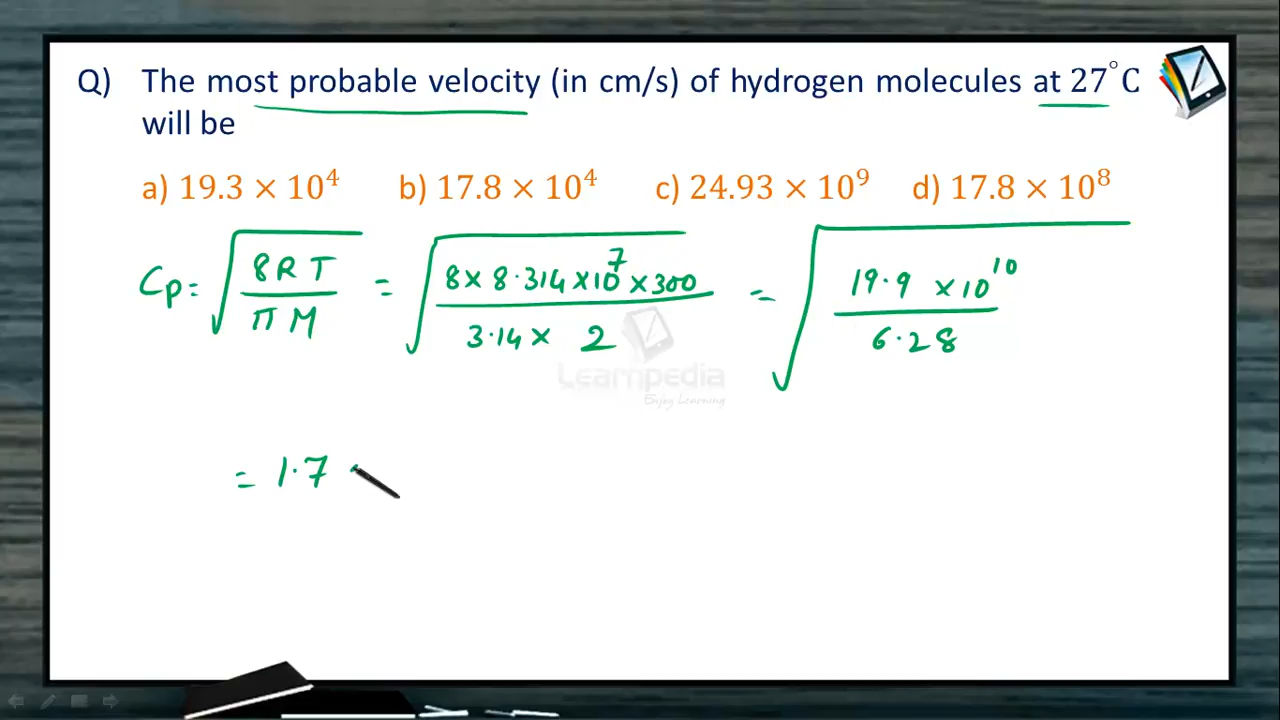 Q) The most probable velocity (in cm/s) of hydrogen molecules at 27°C
will be
a) 19.3 × 10⁴ b) 17.8 × 10⁴ c) 24.93 × 10⁹ d) 17.8 × 10⁸
Cp = √(8RT / πM) = √(8 × 8.314 × 10⁷ × 300 / 3.14 × 2) = √(19.9 × 10¹⁰ / 6.28)
Learnpedia
Enjoy Learning
= 1.7